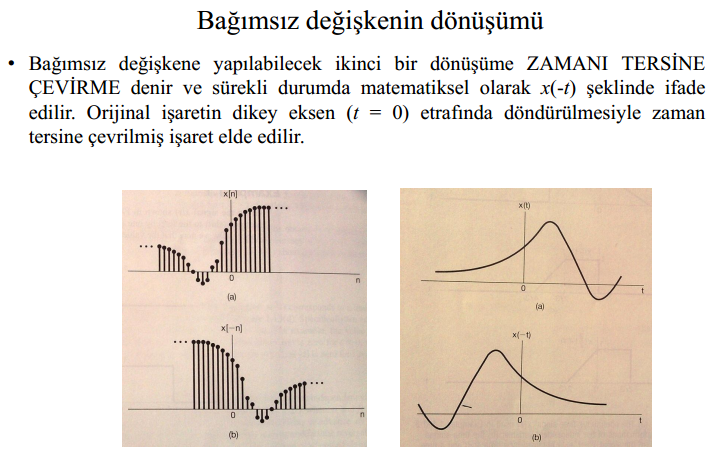 Bağımsız değişkenin dönüşümü
• Bağımsız değişkene yapılabilecek ikinci bir dönüşüme ZAMANI TERSİNE
ÇEVİRME denir ve sürekli durumda matematiksel olarak x(-t) şeklinde ifade
edilir. Orijinal işaretin dikey eksen (t = 0) etrafında döndürülmesiyle zaman
tersine çevrilmiş işaret elde edilir.
x[n]
0
n
(a)
x[−n]
0
n
(b)
x(t)
0
t
(a)
x(−t)
0
t
(b)